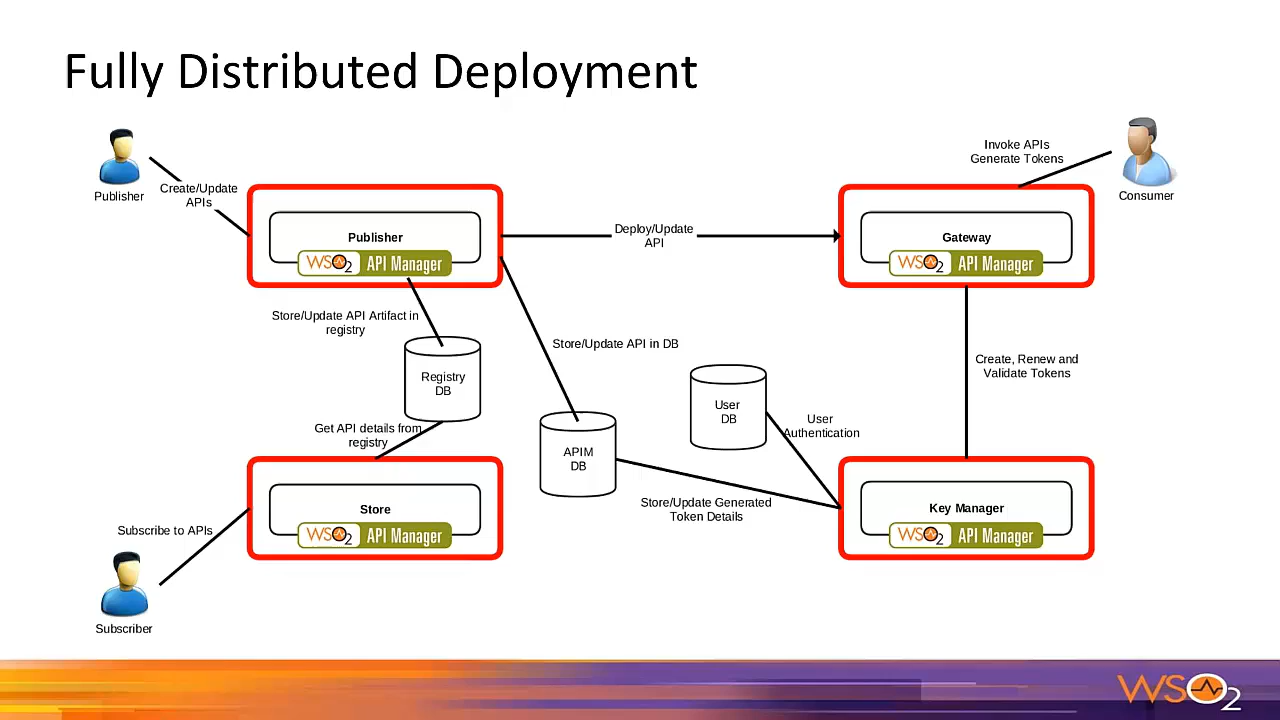 Fully Distributed Deployment
Publisher
Create/Update
APIs
Invoke APIs
Generate Tokens
Consumer
Publisher
WSO2 API Manager
Deploy/Update
API
Gateway
WSO2 API Manager
Store/Update API Artifact in
registry
Store/Update API in DB
Registry
DB
User
DB
Create, Renew and
Validate Tokens
Get API details from
registry
APIM
DB
User
Authentication
Store/Update Generated
Token Details
Subscribe to APIs
Store
WSO2 API Manager
Key Manager
WSO2 API Manager
Subscriber
WSO2